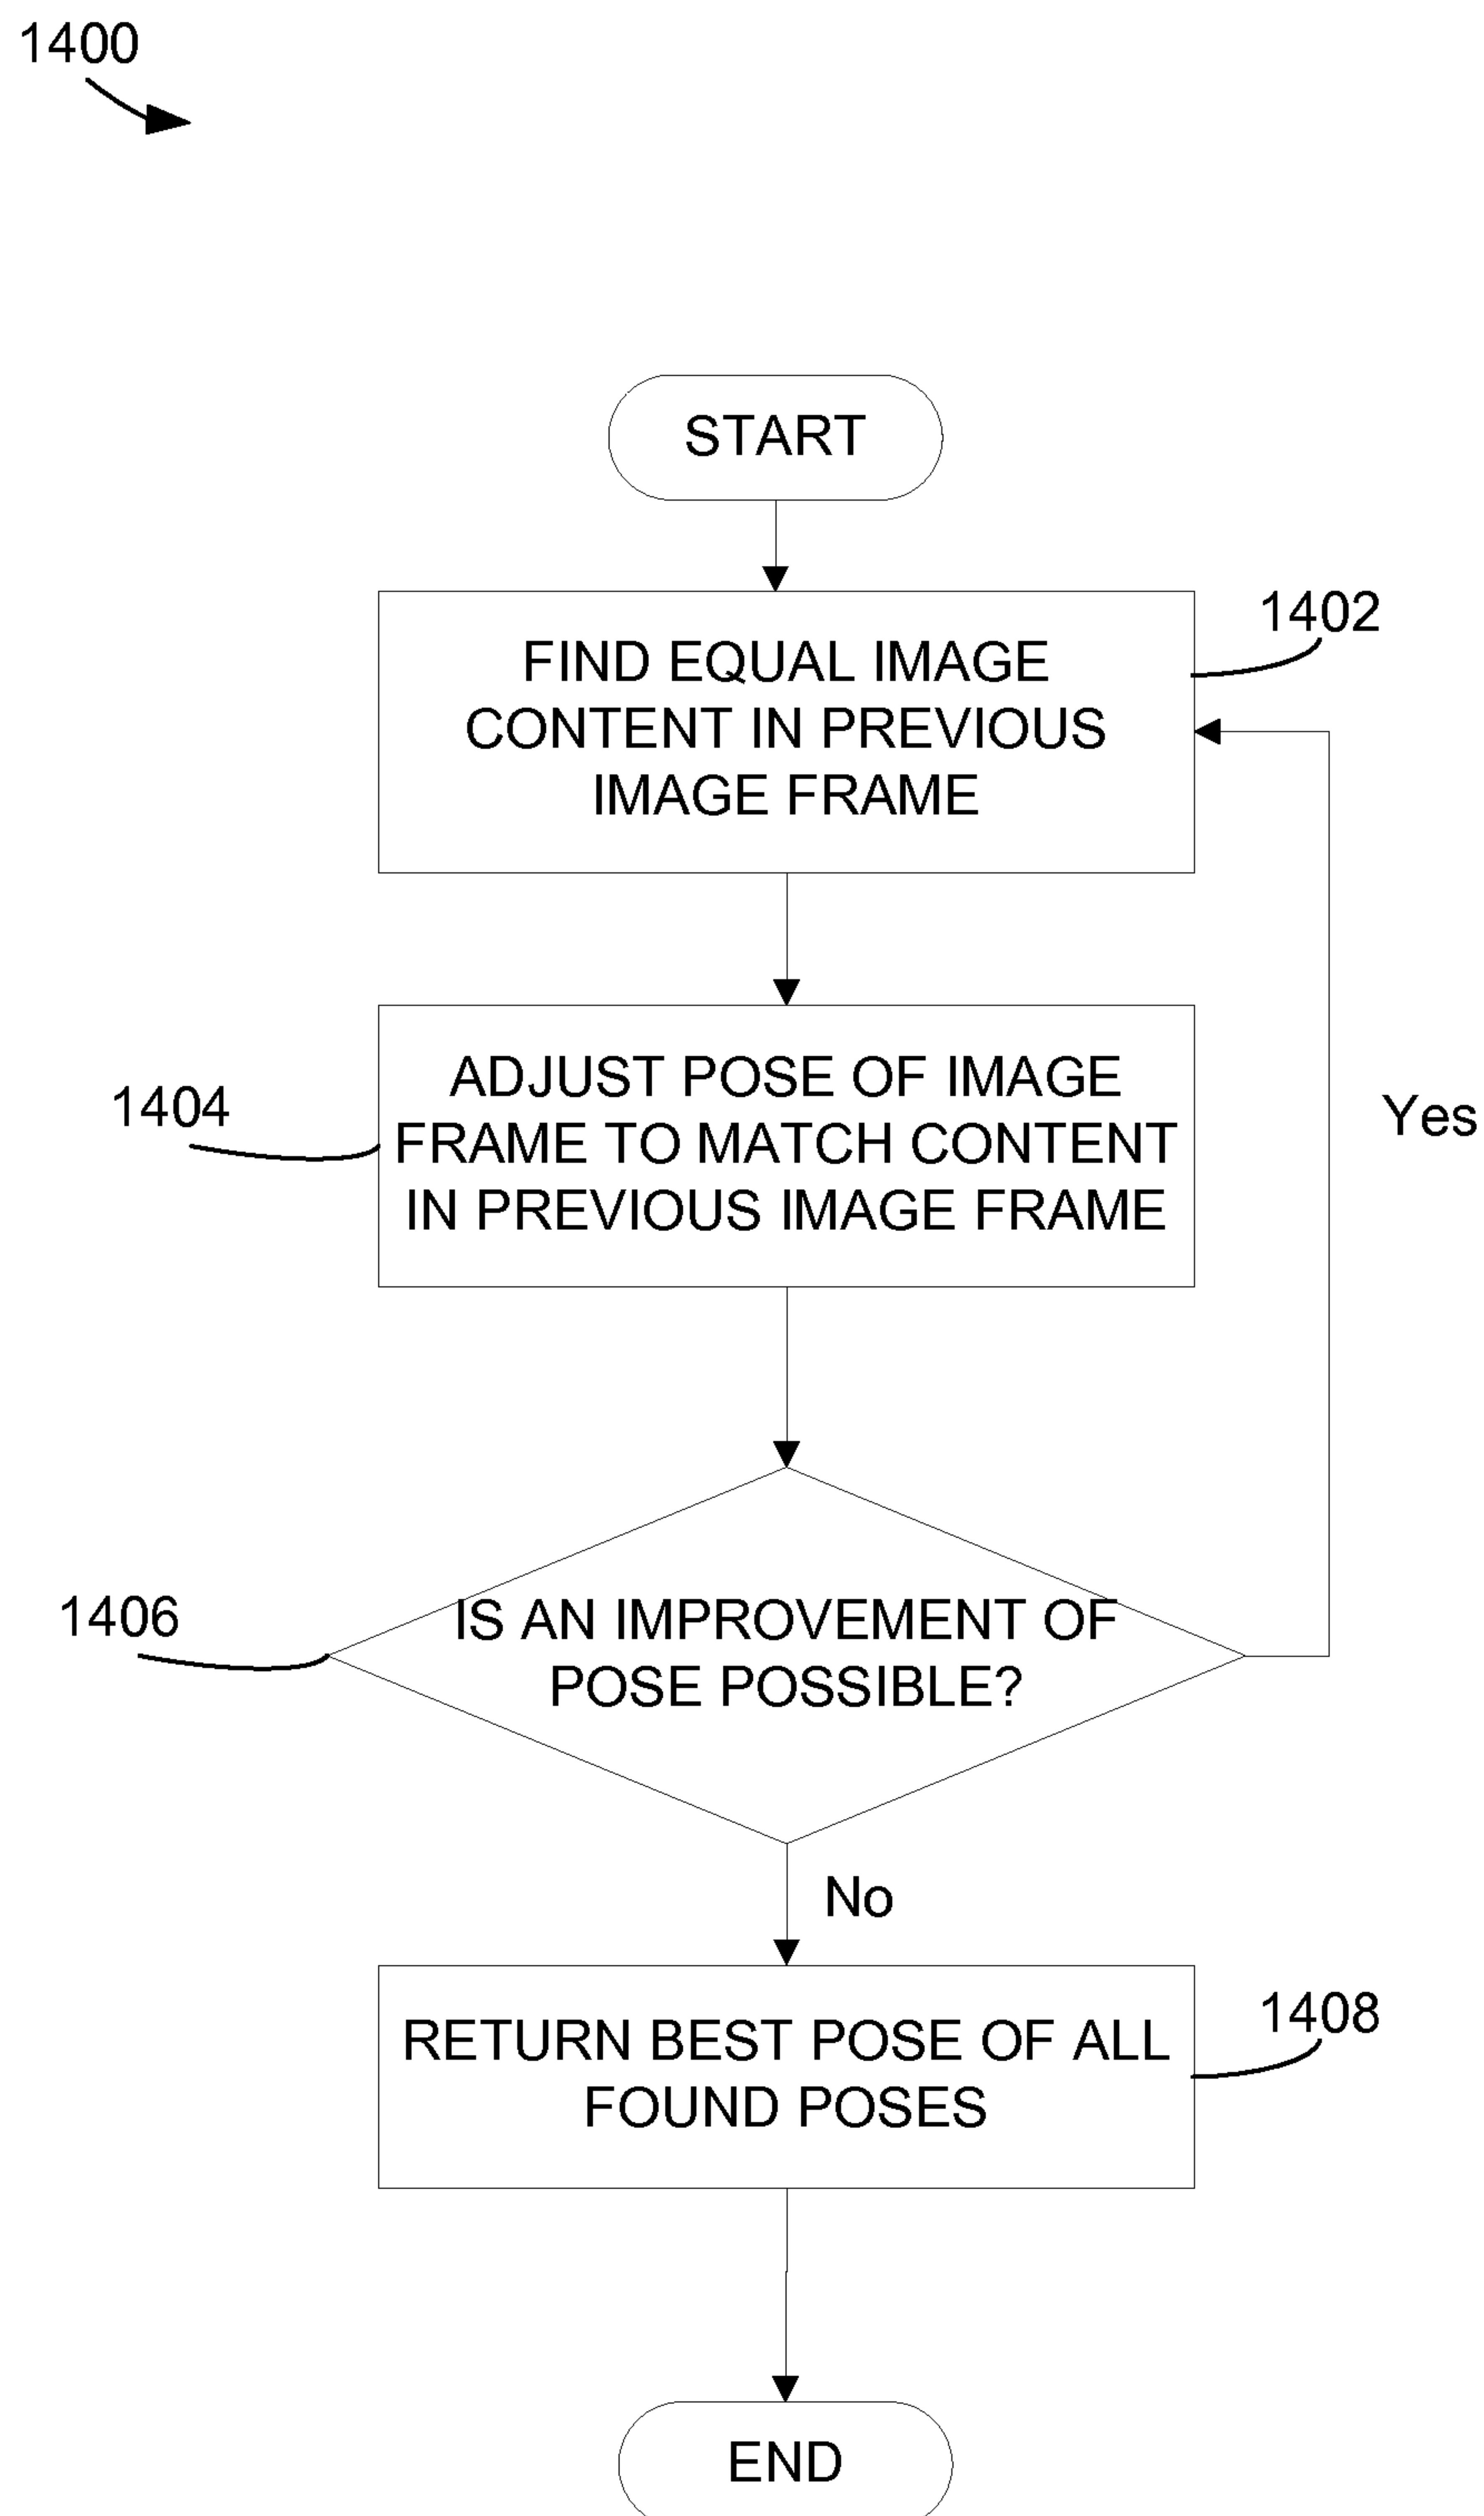 1400
START
FIND EQUAL IMAGE
CONTENT IN PREVIOUS
IMAGE FRAME
1402
ADJUST POSE OF IMAGE
FRAME TO MATCH CONTENT
IN PREVIOUS IMAGE FRAME
1404
Yes
IS AN IMPROVEMENT OF
POSE POSSIBLE?
1406
No
RETURN BEST POSE OF ALL
FOUND POSES
1408
END